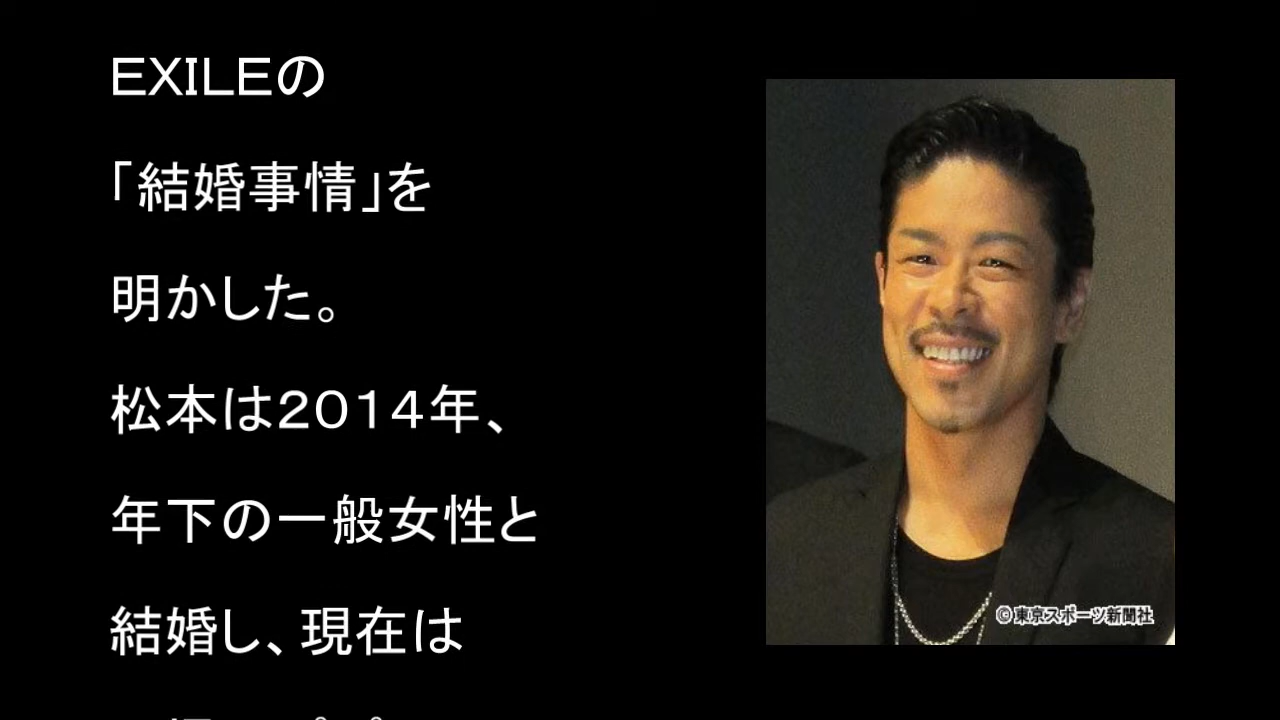 EXILEの
「結婚事情」を
明かした。
松本は2014年、
年下の一般女性と
結婚し、現在は
©東京スポーツ新聞社